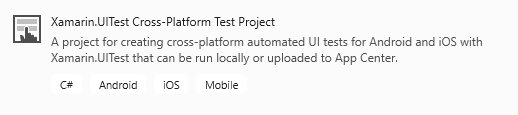 Xamarin.UITest Cross-Platform Test Project
A project for creating cross-platform automated UI tests for Android and iOS with
Xamarin.UITest that can be run locally or uploaded to App Center.
C# Android iOS Mobile